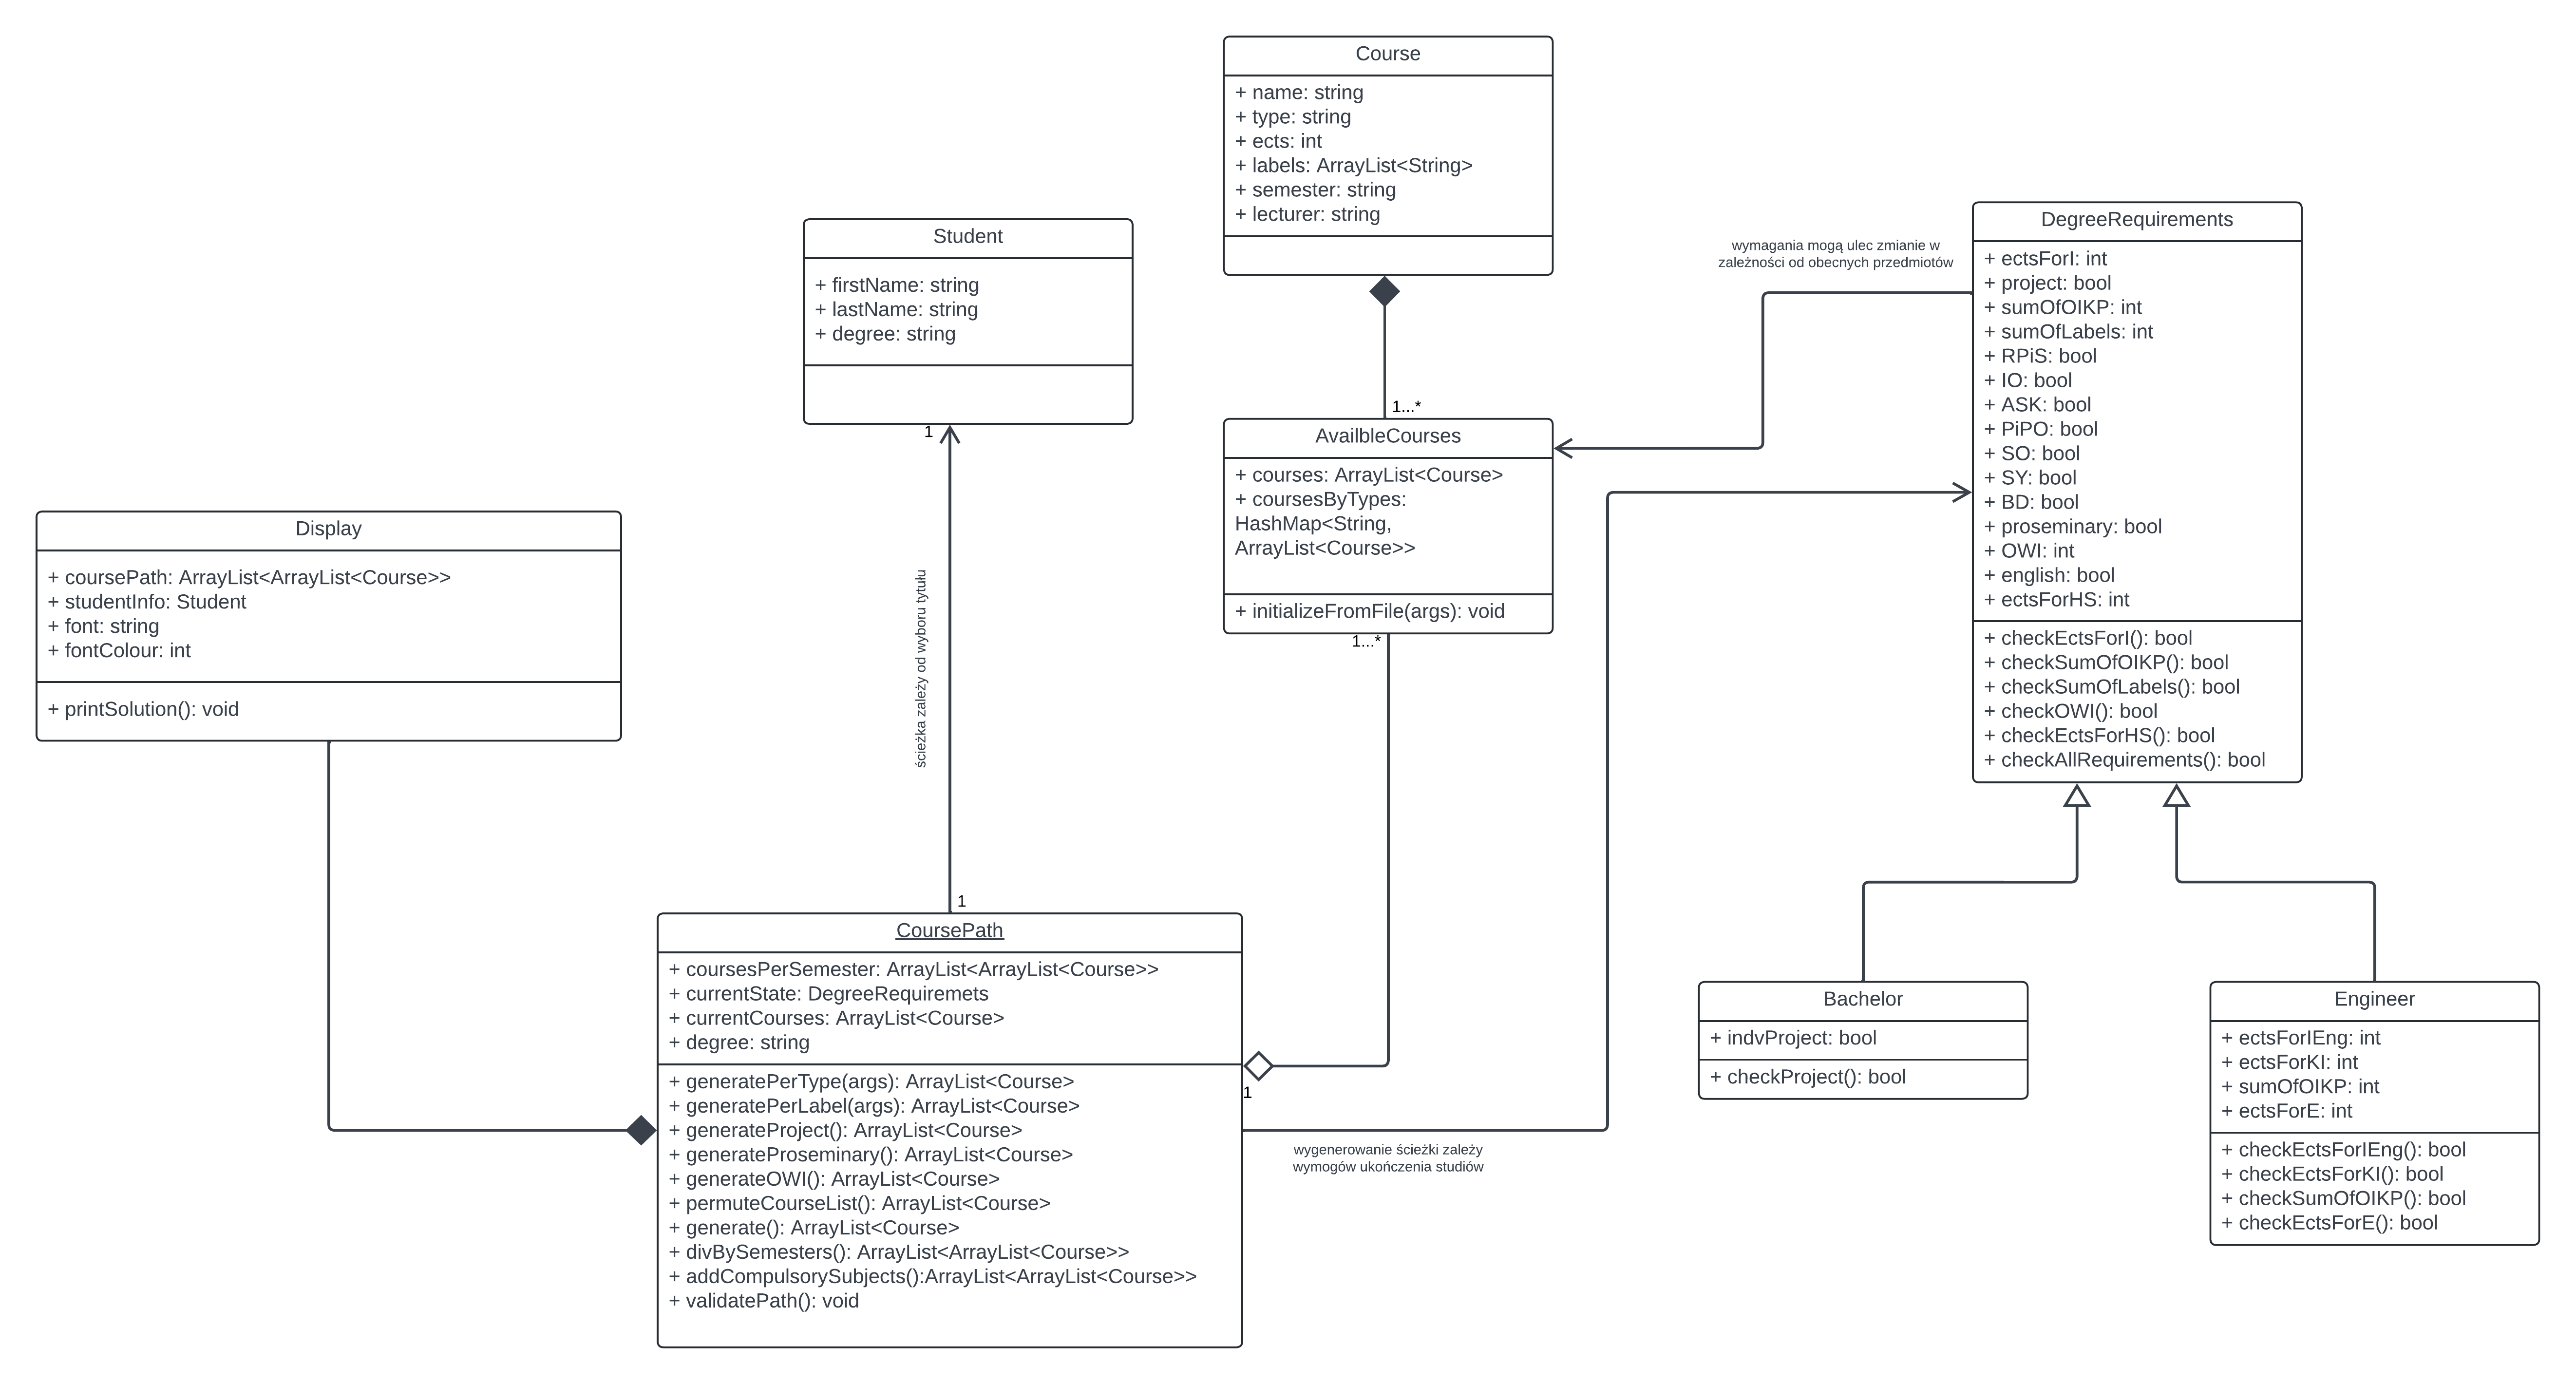 Course
+ name: string
+ type: string
+ ects: int
+ labels: ArrayList<String>
+ semester: string
+ lecturer: string
Student
+ firstName: string
+ lastName: string
+ degree: string
1
DegreeRequirements
+ ectsForI: int
+ project: bool
+ sumOfOIKP: int
+ sumOfLabels: int
+ RPiS: bool
+ IO: bool
+ ASK: bool
+ PiPO: bool
+ SO: bool
+ SY: bool
+ BD: bool
+ proseminary: bool
+ OWI: int
+ english: bool
+ ectsForHS: int
+ checkEctsForI(): bool
+ checkSumOfOIKP(): bool
+ checkSumOfLabels(): bool
+ checkOWI(): bool
+ checkEctsForHS(): bool
+ checkAllRequirements(): bool
wymagania mogą ulec zmianie w
zależności od obecnych przedmiotów
1...*
AvailbleCourses
+ courses: ArrayList<Course>
+ coursesByTypes:
HashMap<String,
ArrayList<Course>>
+ initializeFromFile(args): void
1...*
Display
+ coursePath: ArrayList<ArrayList<Course>>
+ studentInfo: Student
+ font: string
+ fontColour: int
+ printSolution(): void
ścieżka zależy od wyboru tytułu
1
CoursePath
+ coursesPerSemester: ArrayList<ArrayList<Course>>
+ currentState: DegreeRequiremets
+ currentCourses: ArrayList<Course>
+ degree: string
+ generatePerType(args): ArrayList<Course>
+ generatePerLabel(args): ArrayList<Course>
+ generateProject(): ArrayList<Course>
+ generateProseminary(): ArrayList<Course>
+ generateOWI(): ArrayList<Course>
+ permuteCourseList(): ArrayList<Course>
+ generate(): ArrayList<Course>
+ divBySemesters(): ArrayList<ArrayList<Course>>
+ addCompulsorySubjects():ArrayList<ArrayList<Course>>
+ validatePath(): void
1
wygenerowanie ścieżki zależy
wymogów ukończenia studiów
Bachelor
+ indvProject: bool
+ checkProject(): bool
Engineer
+ ectsForIEng: int
+ ectsForKI: int
+ sumOfOIKP: int
+ ectsForE: int
+ checkEctsForIEng(): bool
+ checkEctsForKI(): bool
+ checkSumOfOIKP(): bool
+ checkEctsForE(): bool